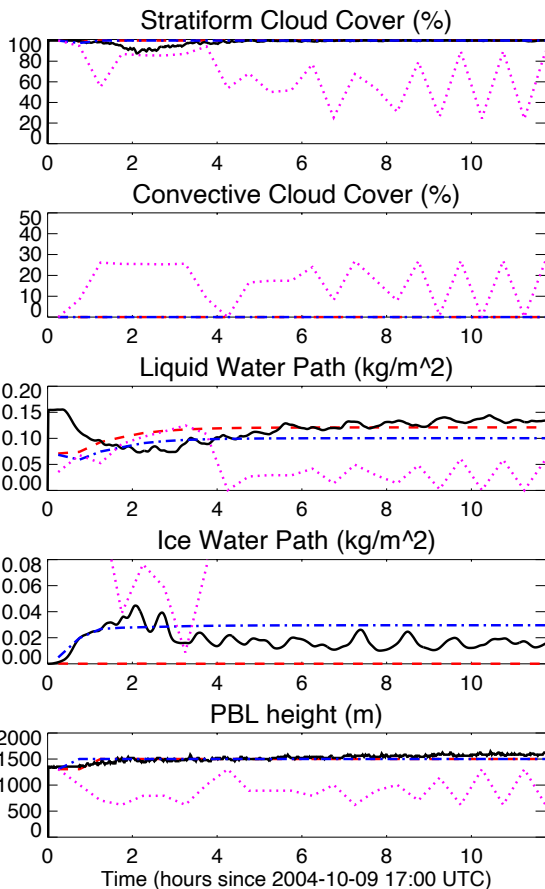 Stratiform Cloud Cover (%)
100
80
60
40
20
0
0 2 4 6 8 10
Convective Cloud Cover (%)
50
40
30
20
10
0
0 2 4 6 8 10
Liquid Water Path (kg/m^2)
0.20
0.15
0.10
0.05
0.00
0 2 4 6 8 10
Ice Water Path (kg/m^2)
0.08
0.06
0.04
0.02
0.00
0 2 4 6 8 10
PBL height (m)
2000
1500
1000
500
0
0 2 4 6 8 10
Time (hours since 2004-10-09 17:00 UTC)